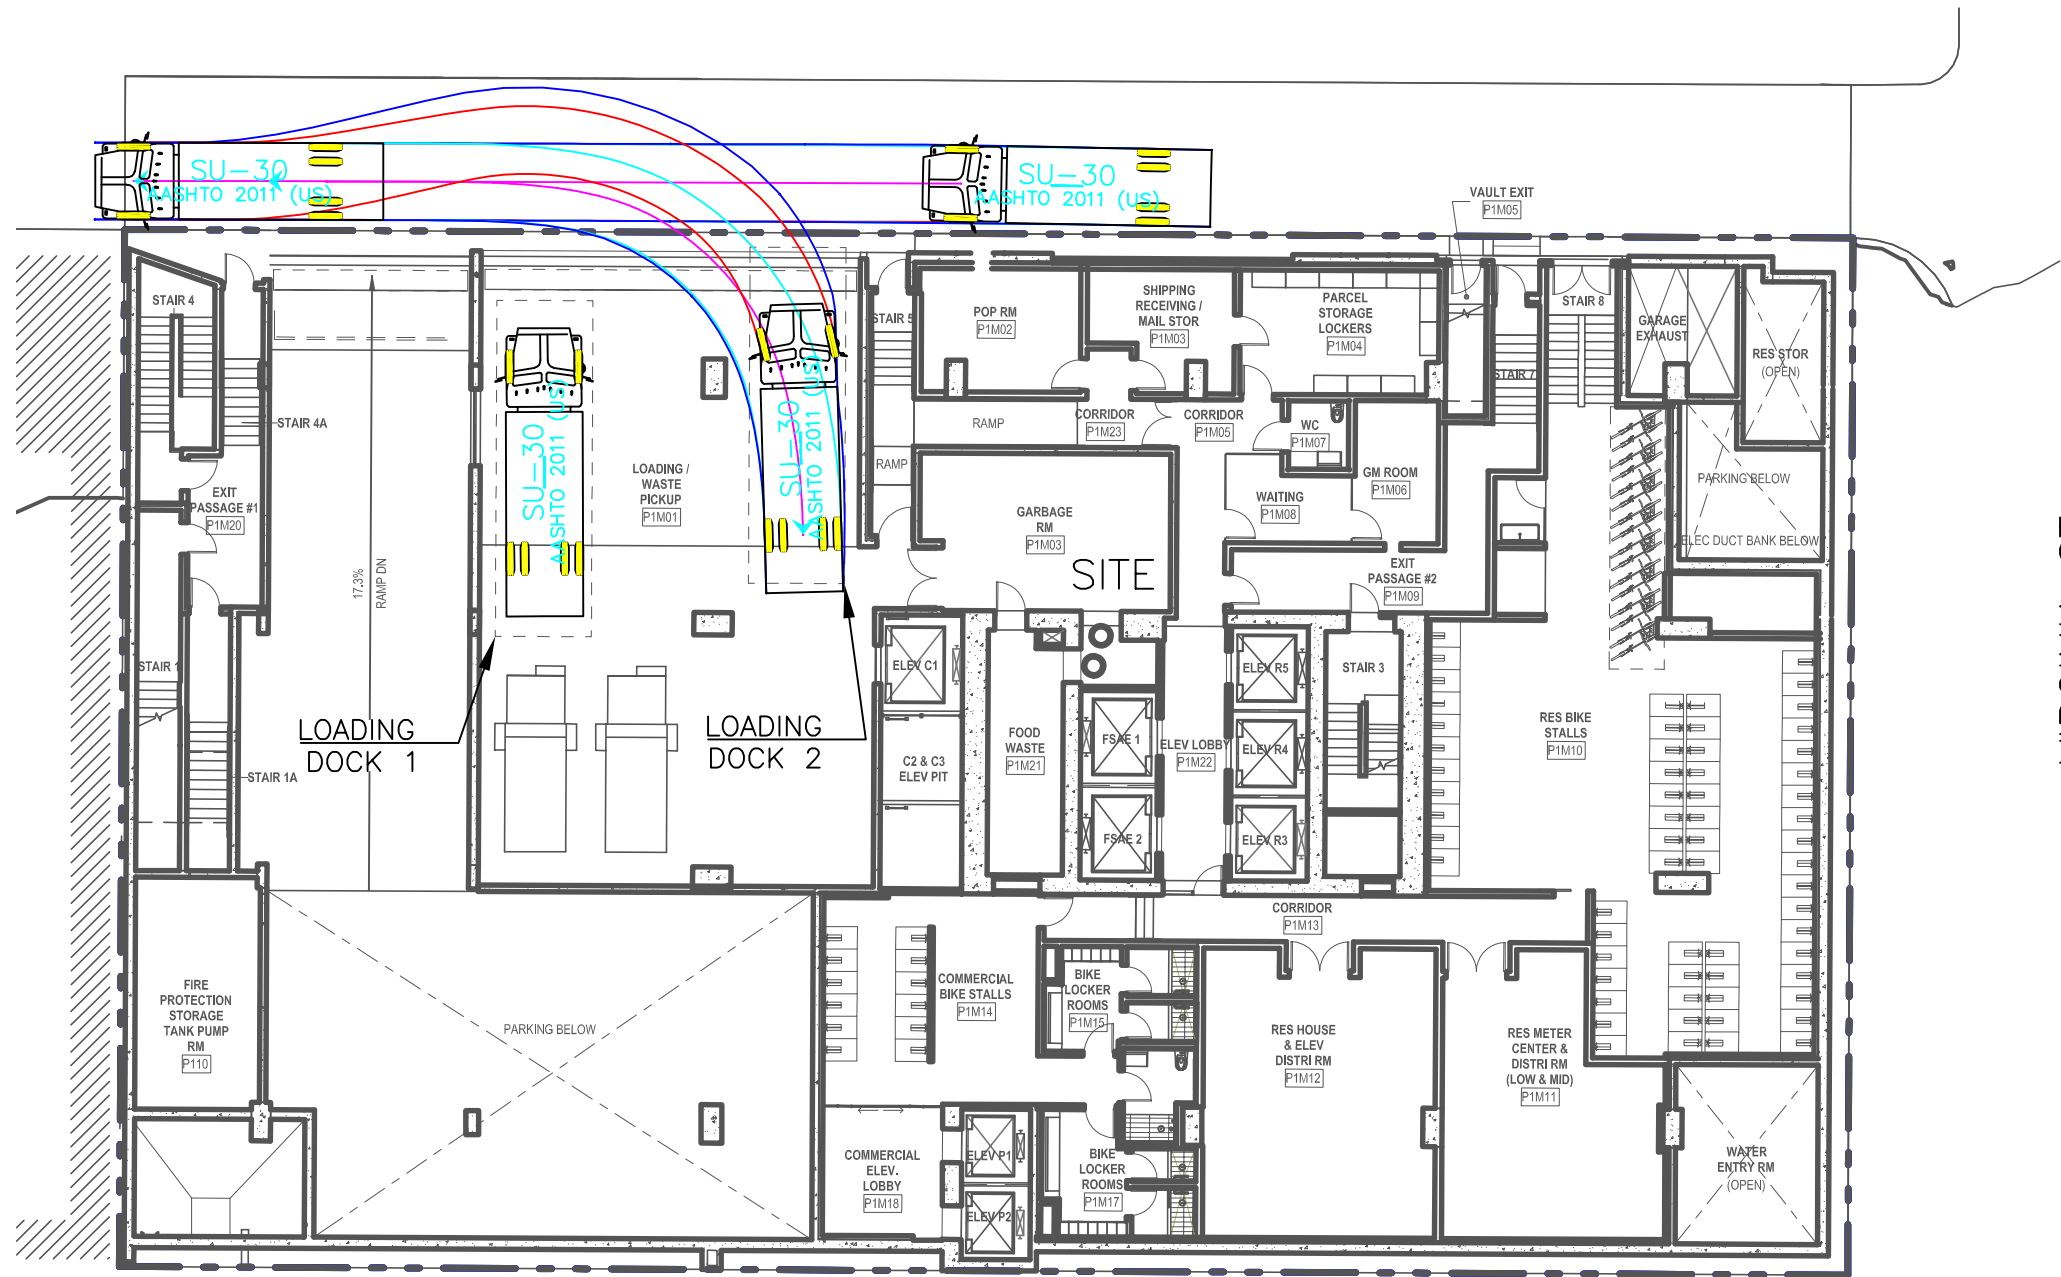 SU-30
AASHTO 2011 (US)
SU-30
AASHTO 2011 (US)
VAULT EXIT
P1M05
STAIR 4
STAIR 5
POP RM
P1M02
SHIPPING
RECEIVING /
MAIL STOR
P1M03
PARCEL
STORAGE
LOCKERS
P1M04
STAIR 8
GARAGE
EXHAUST
RES STOR
(OPEN)
STAIR 7
STAIR 4A
SU-30
AASHTO 2011 (US)
SU-30
AASHTO 2011 (US)
RAMP
CORRIDOR
P1M23
CORRIDOR
P1M05
WC
P1M07
LOADING /
WASTE
PICKUP
P1M01
RAMP
GM ROOM
P1M06
PARKING BELOW
EXIT
PASSAGE #1
P1M20
WAITING
P1M08
GARBAGE
RM
P1M03
ELEC DUCT BANK BELOW
17.3%
RAMP DN
SITE
EXIT
PASSAGE #2
P1M09
STAIR 1
ELEV C1
ELEV R5
STAIR 3
LOADING
DOCK 1
LOADING
DOCK 2
FOOD
WASTE
P1M21
FSAE 1
ELEV LOBBY
P1M22
ELEV R4
RES BIKE
STALLS
P1M10
STAIR 1A
C2 & C3
ELEV PIT
FSAE 2
ELEV R3
CORRIDOR
P1M13
FIRE
PROTECTION
STORAGE
TANK PUMP
RM
P110
PARKING BELOW
COMMERCIAL
BIKE STALLS
P1M14
BIKE
LOCKER
ROOMS
P1M15
RES HOUSE
& ELEV
DISTRI RM
P1M12
RES METER
CENTER &
DISTRI RM
(LOW & MID)
P1M11
COMMERCIAL
ELEV.
LOBBY
P1M18
ELEV P1
ELEV P2
BIKE
LOCKER
ROOMS
P1M17
WATER
ENTRY RM
(OPEN)